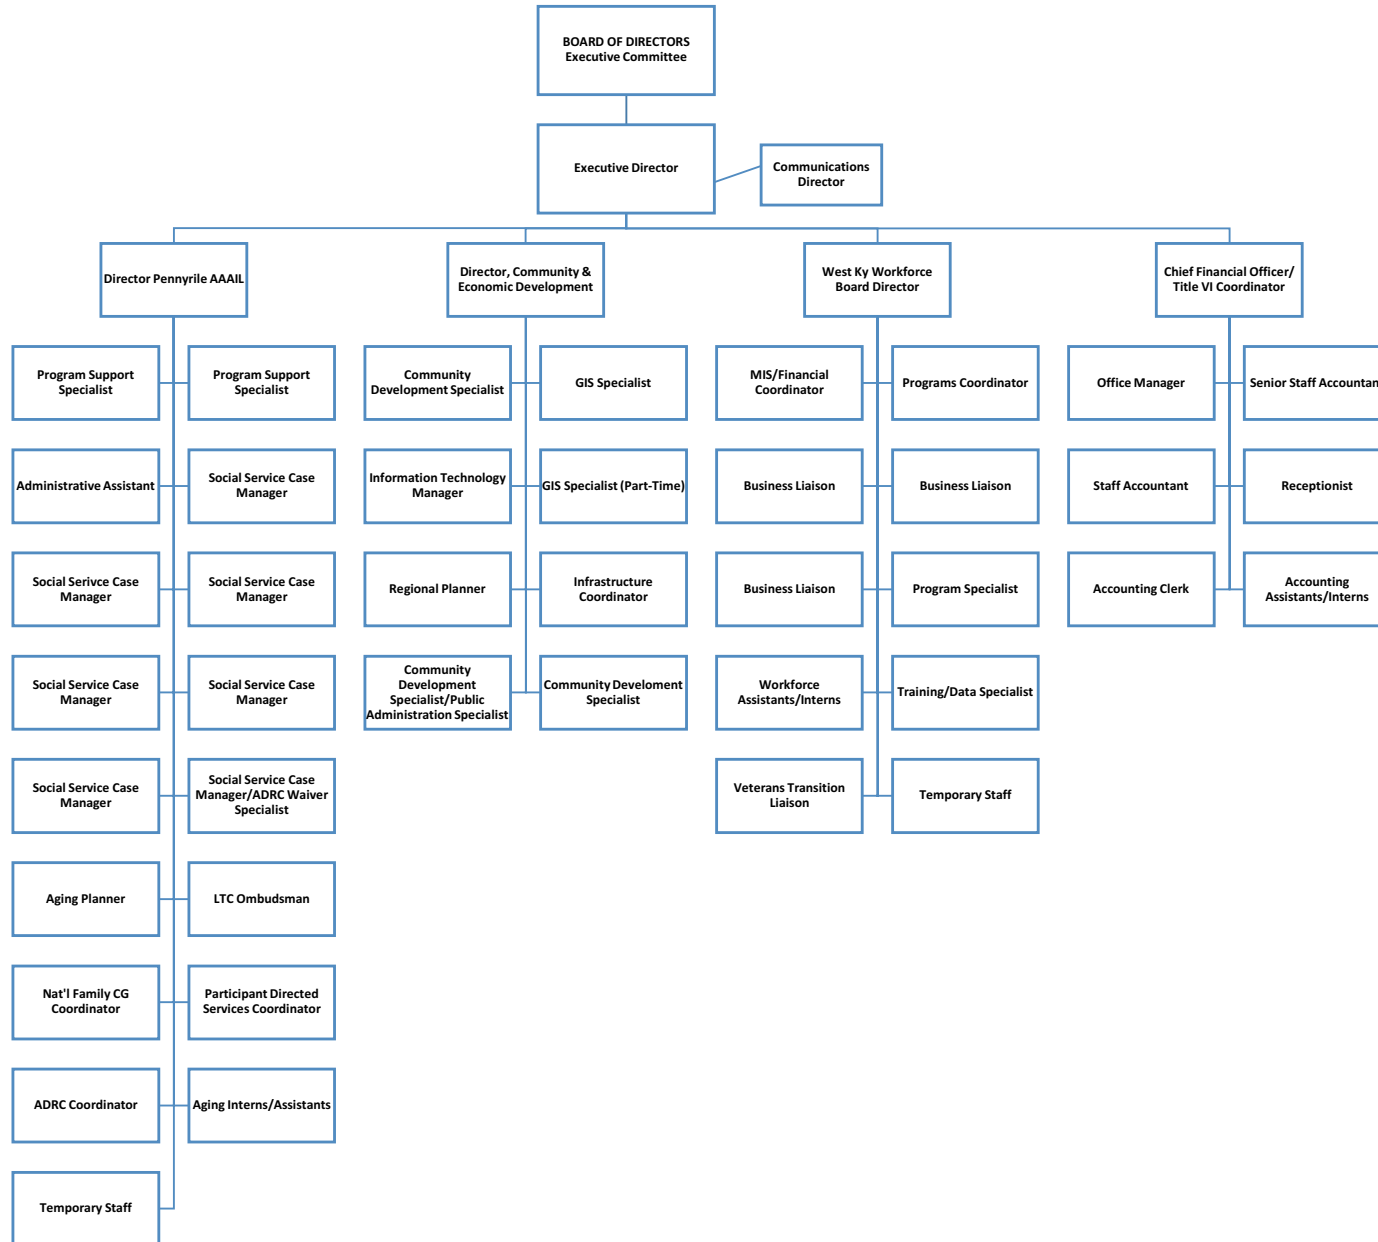 BOARD OF DIRECTORS
Executive Committee
Executive Director
Communications
Director
Director Pennyrile AAAIL
Director, Community &
Economic Development
West Ky Workforce
Board Director
Chief Financial Officer/
Title VI Coordinator
Program Support
Specialist
Program Support
Specialist
Community
Development Specialist
GIS Specialist
MIS/Financial
Coordinator
Programs Coordinator
Office Manager
Senior Staff Accountant
Administrative Assistant
Social Service Case
Manager
Information Technology
Manager
GIS Specialist (Part-Time)
Business Liaison
Business Liaison
Staff Accountant
Receptionist
Social Serivce Case
Manager
Social Service Case
Manager
Regional Planner
Infrastructure
Coordinator
Business Liaison
Program Specialist
Accounting Clerk
Accounting
Assistants/Interns
Social Service Case
Manager
Social Service Case
Manager
Community
Development
Specialist/Public
Administration Specialist
Community Develoment
Specialist
Workforce
Assistants/Interns
Training/Data Specialist
Social Service Case
Manager
Social Service Case
Manager/ADRC Waiver
Specialist
Veterans Transition
Liaison
Temporary Staff
Aging Planner
LTC Ombudsman
Nat'l Family CG
Coordinator
Participant Directed
Services Coordinator
ADRC Coordinator
Aging Interns/Assistants
Temporary Staff